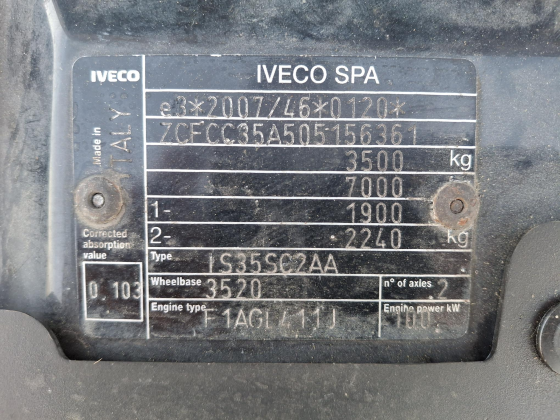 IVECO IVECO SPA
e3*2007/46*0120*
ZCFCC35A505156361
3500 kg
7000
1- 1900
2- 2240 kg
Made in ITALY
Corrected absorption value
0.103
Type IS35SC2AA
Wheelbase 3520 n° of axles 2
Engine type F1AGL411J Engine power kW 100